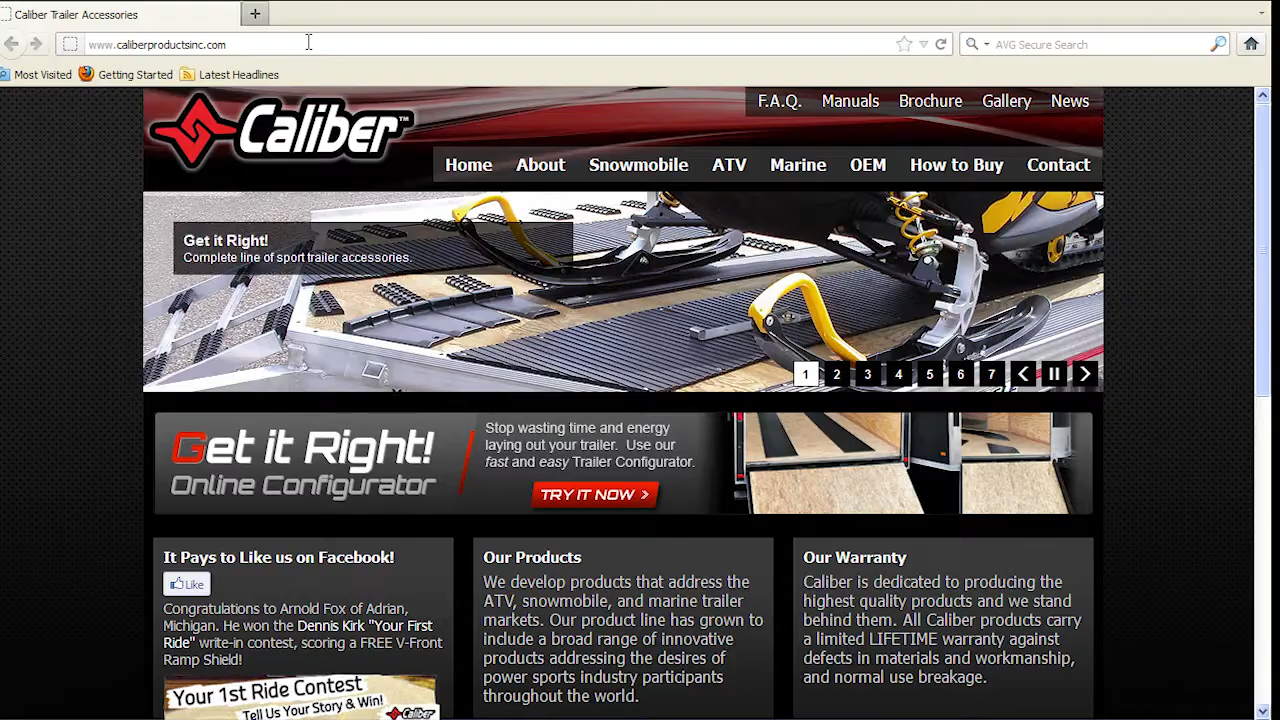 Caliber Trailer Accessories
www.caliberproductsinc.com
AVG Secure Search
Most Visited Getting Started Latest Headlines
F.A.Q. Manuals Brochure Gallery News
Caliber™
Home About Snowmobile ATV Marine OEM How to Buy Contact
Get it Right!
Complete line of sport trailer accessories.
1 2 3 4 5 6 7
Get it Right!
Online Configurator
Stop wasting time and energy
laying out your trailer. Use our
fast and easy Trailer Configurator.
TRY IT NOW >
It Pays to Like us on Facebook!
Like
Congratulations to Arnold Fox of Adrian,
Michigan. He won the Dennis Kirk "Your First
Ride" write-in contest, scoring a FREE V-Front
Ramp Shield!
Your 1st Ride Contest
Tell Us Your Story & Win!
Caliber
Our Products
We develop products that address the
ATV, snowmobile, and marine trailer
markets. Our product line has grown to
include a broad range of innovative
products addressing the desires of
power sports industry participants
throughout the world.
Our Warranty
Caliber is dedicated to producing the
highest quality products and we stand
behind them. All Caliber products carry
a limited LIFETIME warranty against
defects in materials and workmanship,
and normal use breakage.